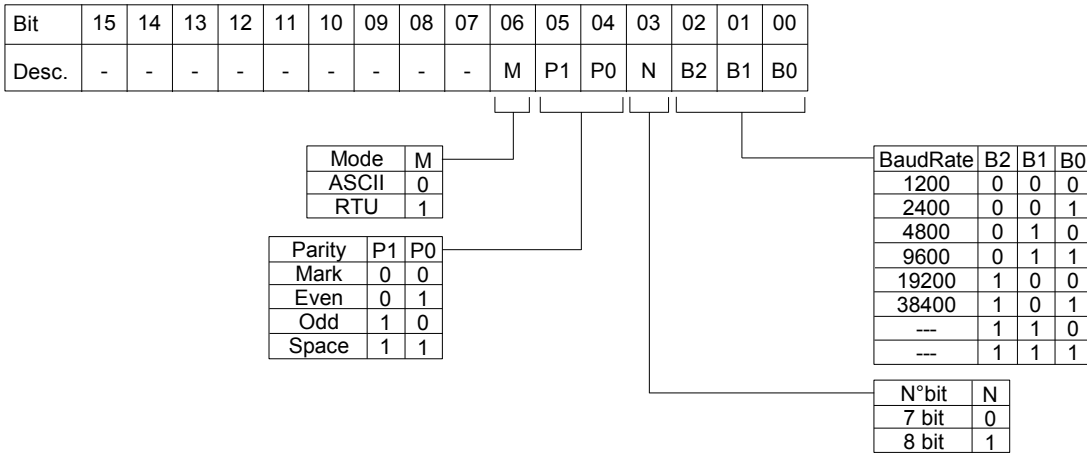 Bit 15 14 13 12 11 10 09 08 07 06 05 04 03 02 01 00
Desc. - - - - - - - - - M P1 P0 N B2 B1 B0
Mode M
ASCII 0
RTU 1
Parity P1 P0
Mark 0 0
Even 0 1
Odd 1 0
Space 1 1
BaudRate B2 B1 B0
1200 0 0 0
2400 0 0 1
4800 0 1 0
9600 0 1 1
19200 1 0 0
38400 1 0 1
--- 1 1 0
--- 1 1 1
N°bit N
7 bit 0
8 bit 1